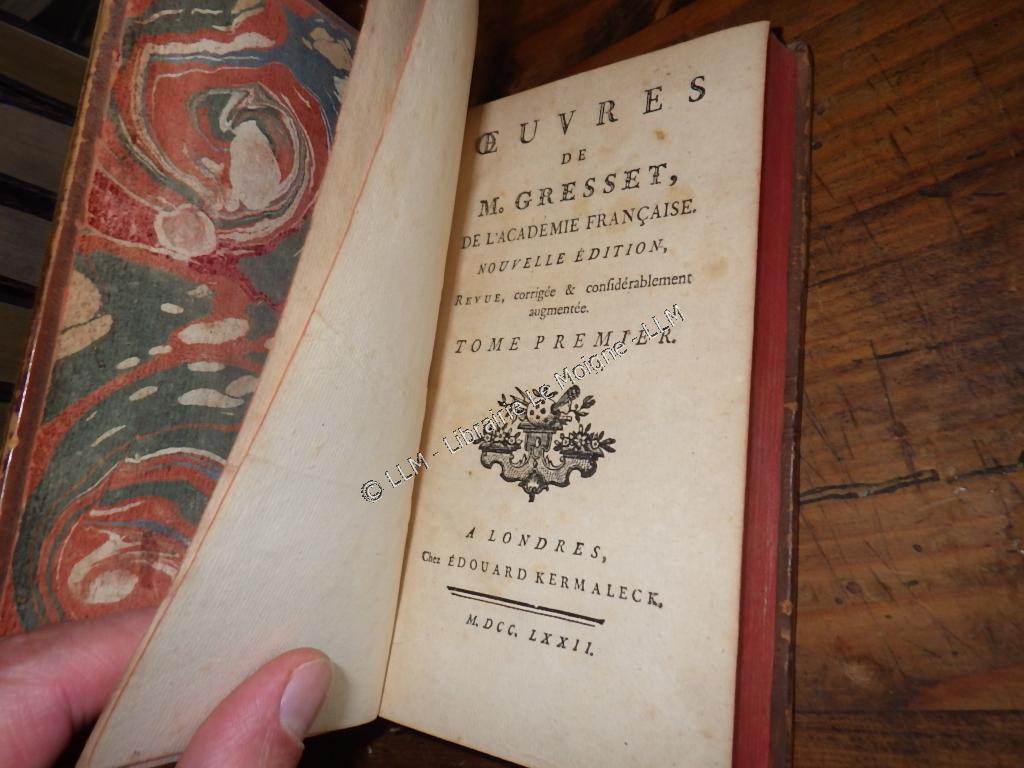 ŒUVRES
DE
M. GRESSET,
DE L'ACADÉMIE FRANÇAISE.
NOUVELLE ÉDITION,
REVUE, corrigée & conſidérablement
augmentée.
TOME PREMIER.
© LLM - Librairie Le Moigne - LLM
A LONDRES,
Chez ÉDOUARD KERMALECK.
M. DCC. LXXII.